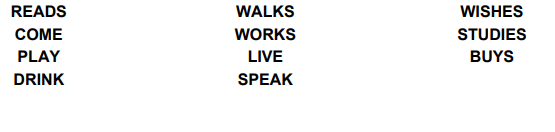 READS WALKS WISHES
COME WORKS STUDIES
PLAY LIVE BUYS
DRINK SPEAK